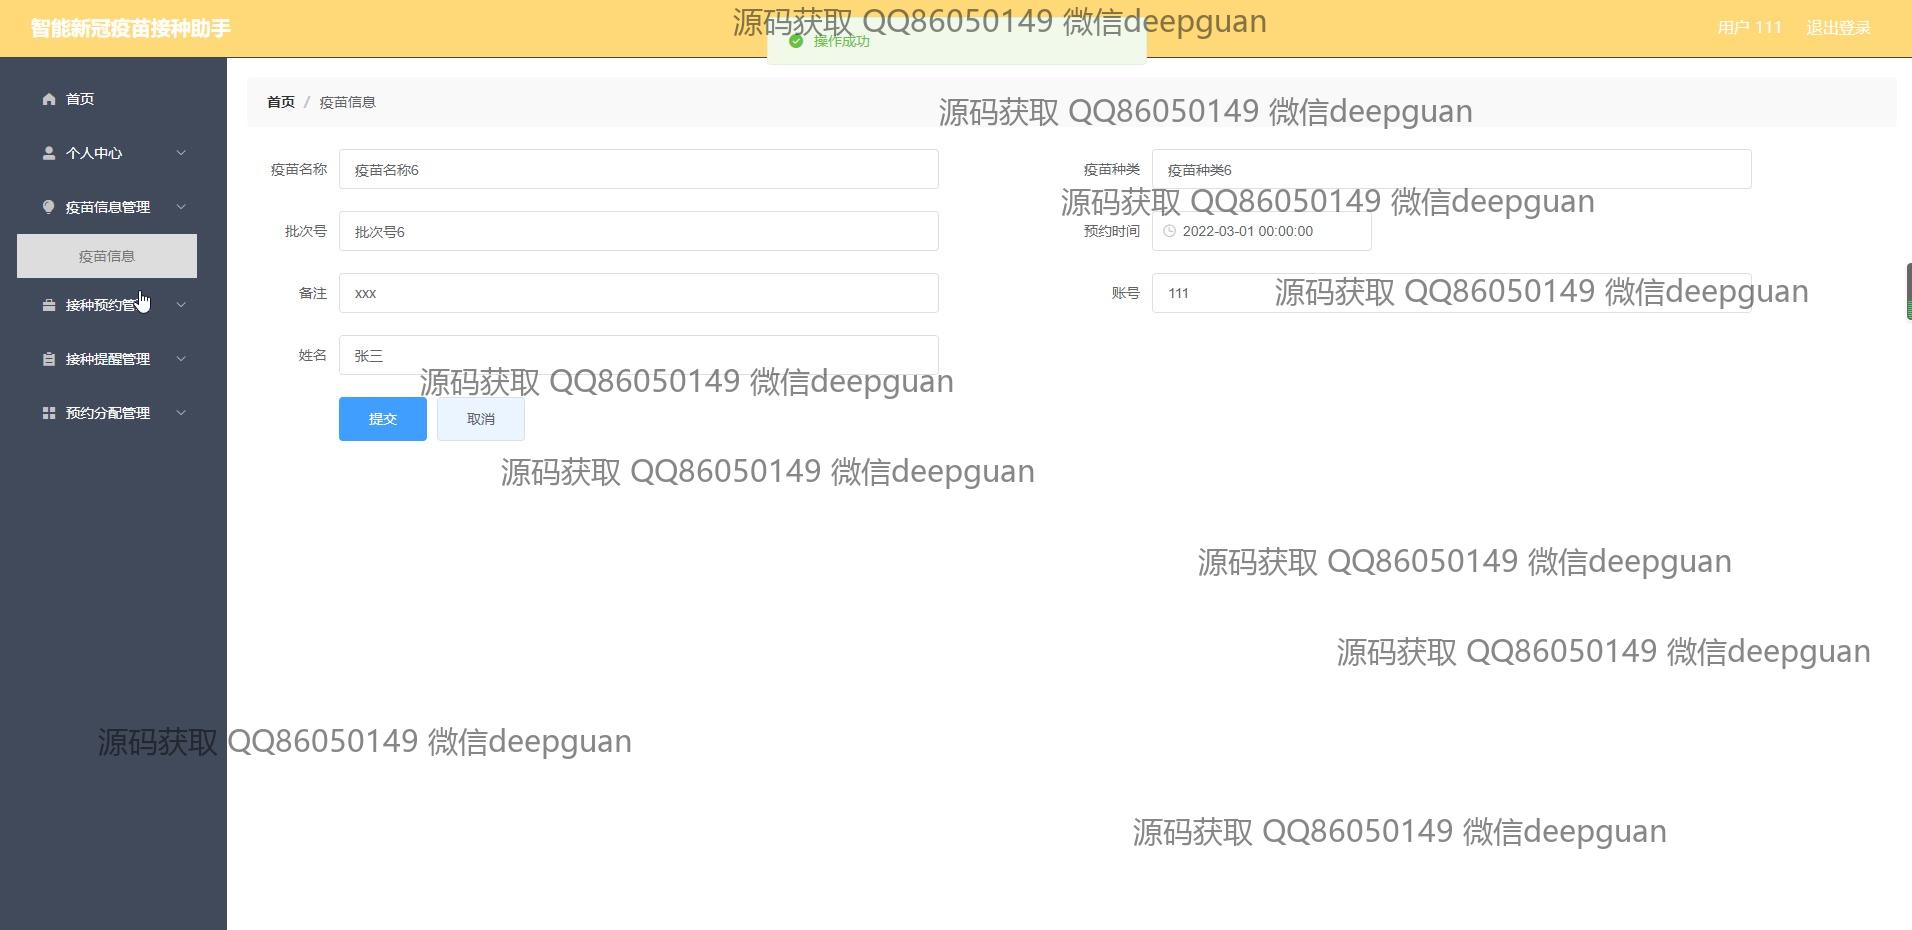 智能新冠疫苗接种助手
源码获取 QQ86050149 微信deepguan
用户 111 退出登录
操作成功
首页
个人中心
疫苗信息管理
疫苗信息
接种预约管
接种提醒管理
预约分配管理
首页 / 疫苗信息
源码获取 QQ86050149 微信deepguan
疫苗名称 疫苗名称6
疫苗种类 疫苗种类6
源码获取 QQ86050149 微信deepguan
批次号 批次号6
预约时间 2022-03-01 00:00:00
备注 xxx
账号 111
源码获取 QQ86050149 微信deepguan
姓名 张三
源码获取 QQ86050149 微信deepguan
提交 取消
源码获取 QQ86050149 微信deepguan
源码获取 QQ86050149 微信deepguan
源码获取 QQ86050149 微信deepguan
源码获取 QQ86050149 微信deepguan
源码获取 QQ86050149 微信deepguan